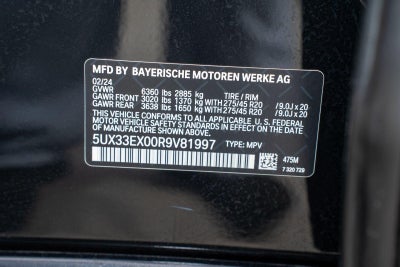 MFD BY BAYERISCHE MOTOREN WERKE AG
02/24
GVWR 6360 lbs 2885 kg TIRE / RIM
GAWR FRONT 3020 lbs 1370 kg WITH 275/45 R20 /9.0J x 20
GAWR REAR 3638 lbs 1650 kg WITH 275/45 R20 /9.0J x 20
THIS VEHICLE CONFORMS TO ALL APPLICABLE U.S. FEDERAL
MOTOR VEHICLE SAFETY STANDARDS IN EFFECT ON THE DATE
OF MANUFACTURE SHOWN ABOVE.
5UX33EX00R9V81997 TYPE: MPV
475M
7 320 729